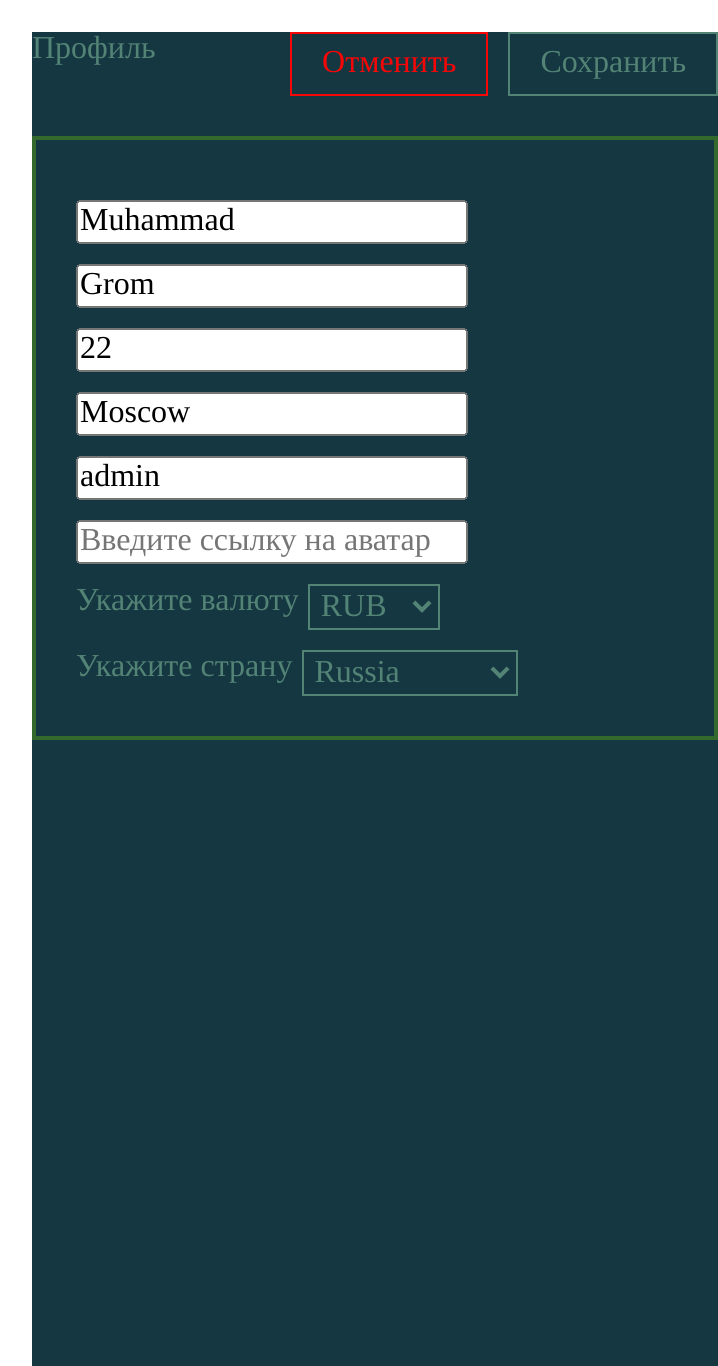 Профиль
Отменить
Сохранить
Muhammad
Grom
22
Moscow
admin
Введите ссылку на аватар
Укажите валюту RUB
Укажите страну Russia